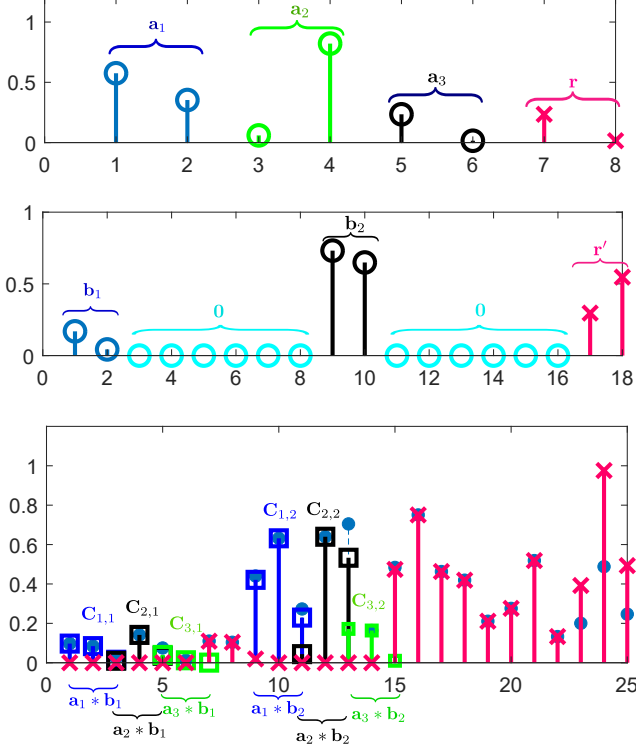 a₁ a₂ a₃ r
1
0.5
0
0 1 2 3 4 5 6 7 8
b₁ 0 b₂ 0 r′
1
0.5
0
0 2 4 6 8 10 12 14 16 18
C₁,₁ C₂,₁ C₃,₁ C₁,₂ C₂,₂ C₃,₂
1
0.8
0.6
0.4
0.2
0
0 5 10 15 20 25
a₁ * b₁ a₃ * b₁ a₁ * b₂ a₃ * b₂
a₂ * b₁ a₂ * b₂